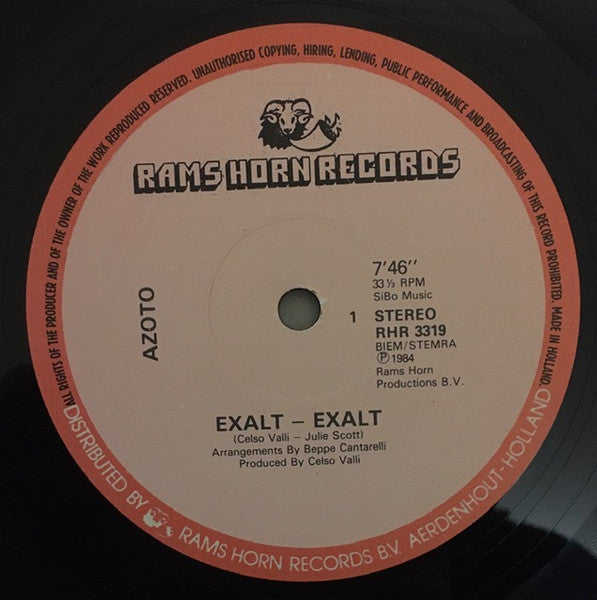 ALL RIGHTS OF THE PRODUCER AND OF THE OWNER OF THE WORK REPRODUCED RESERVED. UNAUTHORISED COPYING, HIRING, LENDING, PUBLIC PERFORMANCE AND BROADCASTING OF THIS RECORD PROHIBITED. MADE IN HOLLAND.
RAMS HORN RECORDS
AZOTO
7'46"
33⅓ RPM
SiBo Music
1 STEREO
RHR 3319
BIEM/STEMRA
℗ 1984
Rams Horn
Productions B.V.
EXALT – EXALT
(Celso Valli – Julie Scott)
Arrangements By Beppe Cantarelli
Produced By Celso Valli
DISTRIBUTED BY RAMS HORN RECORDS B.V. AERDENHOUT-HOLLAND